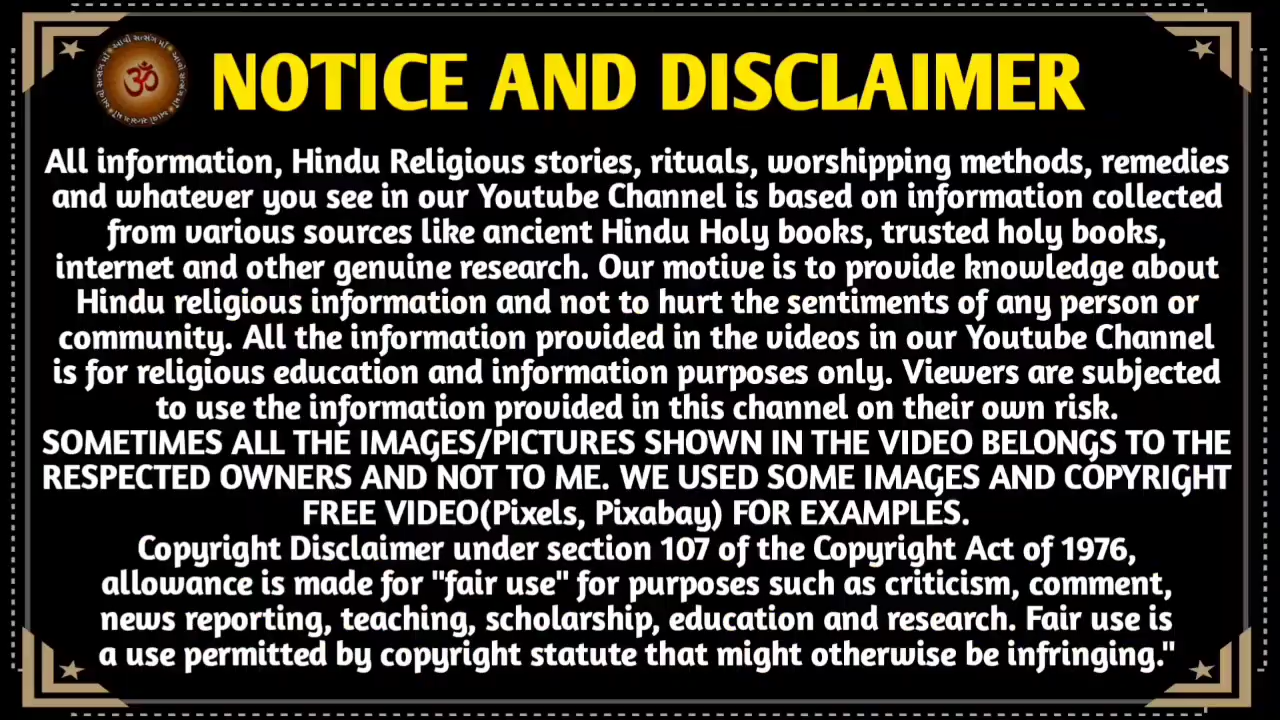 NOTICE AND DISCLAIMER
All information, Hindu Religious stories, rituals, worshipping methods, remedies
and whatever you see in our Youtube Channel is based on information collected
from various sources like ancient Hindu Holy books, trusted holy books,
internet and other genuine research. Our motive is to provide knowledge about
Hindu religious information and not to hurt the sentiments of any person or
community. All the information provided in the videos in our Youtube Channel
is for religious education and information purposes only. Viewers are subjected
to use the information provided in this channel on their own risk.
SOMETIMES ALL THE IMAGES/PICTURES SHOWN IN THE VIDEO BELONGS TO THE
RESPECTED OWNERS AND NOT TO ME. WE USED SOME IMAGES AND COPYRIGHT
FREE VIDEO(Pixels, Pixabay) FOR EXAMPLES.
Copyright Disclaimer under section 107 of the Copyright Act of 1976,
allowance is made for "fair use" for purposes such as criticism, comment,
news reporting, teaching, scholarship, education and research. Fair use is
a use permitted by copyright statute that might otherwise be infringing."
ॐ